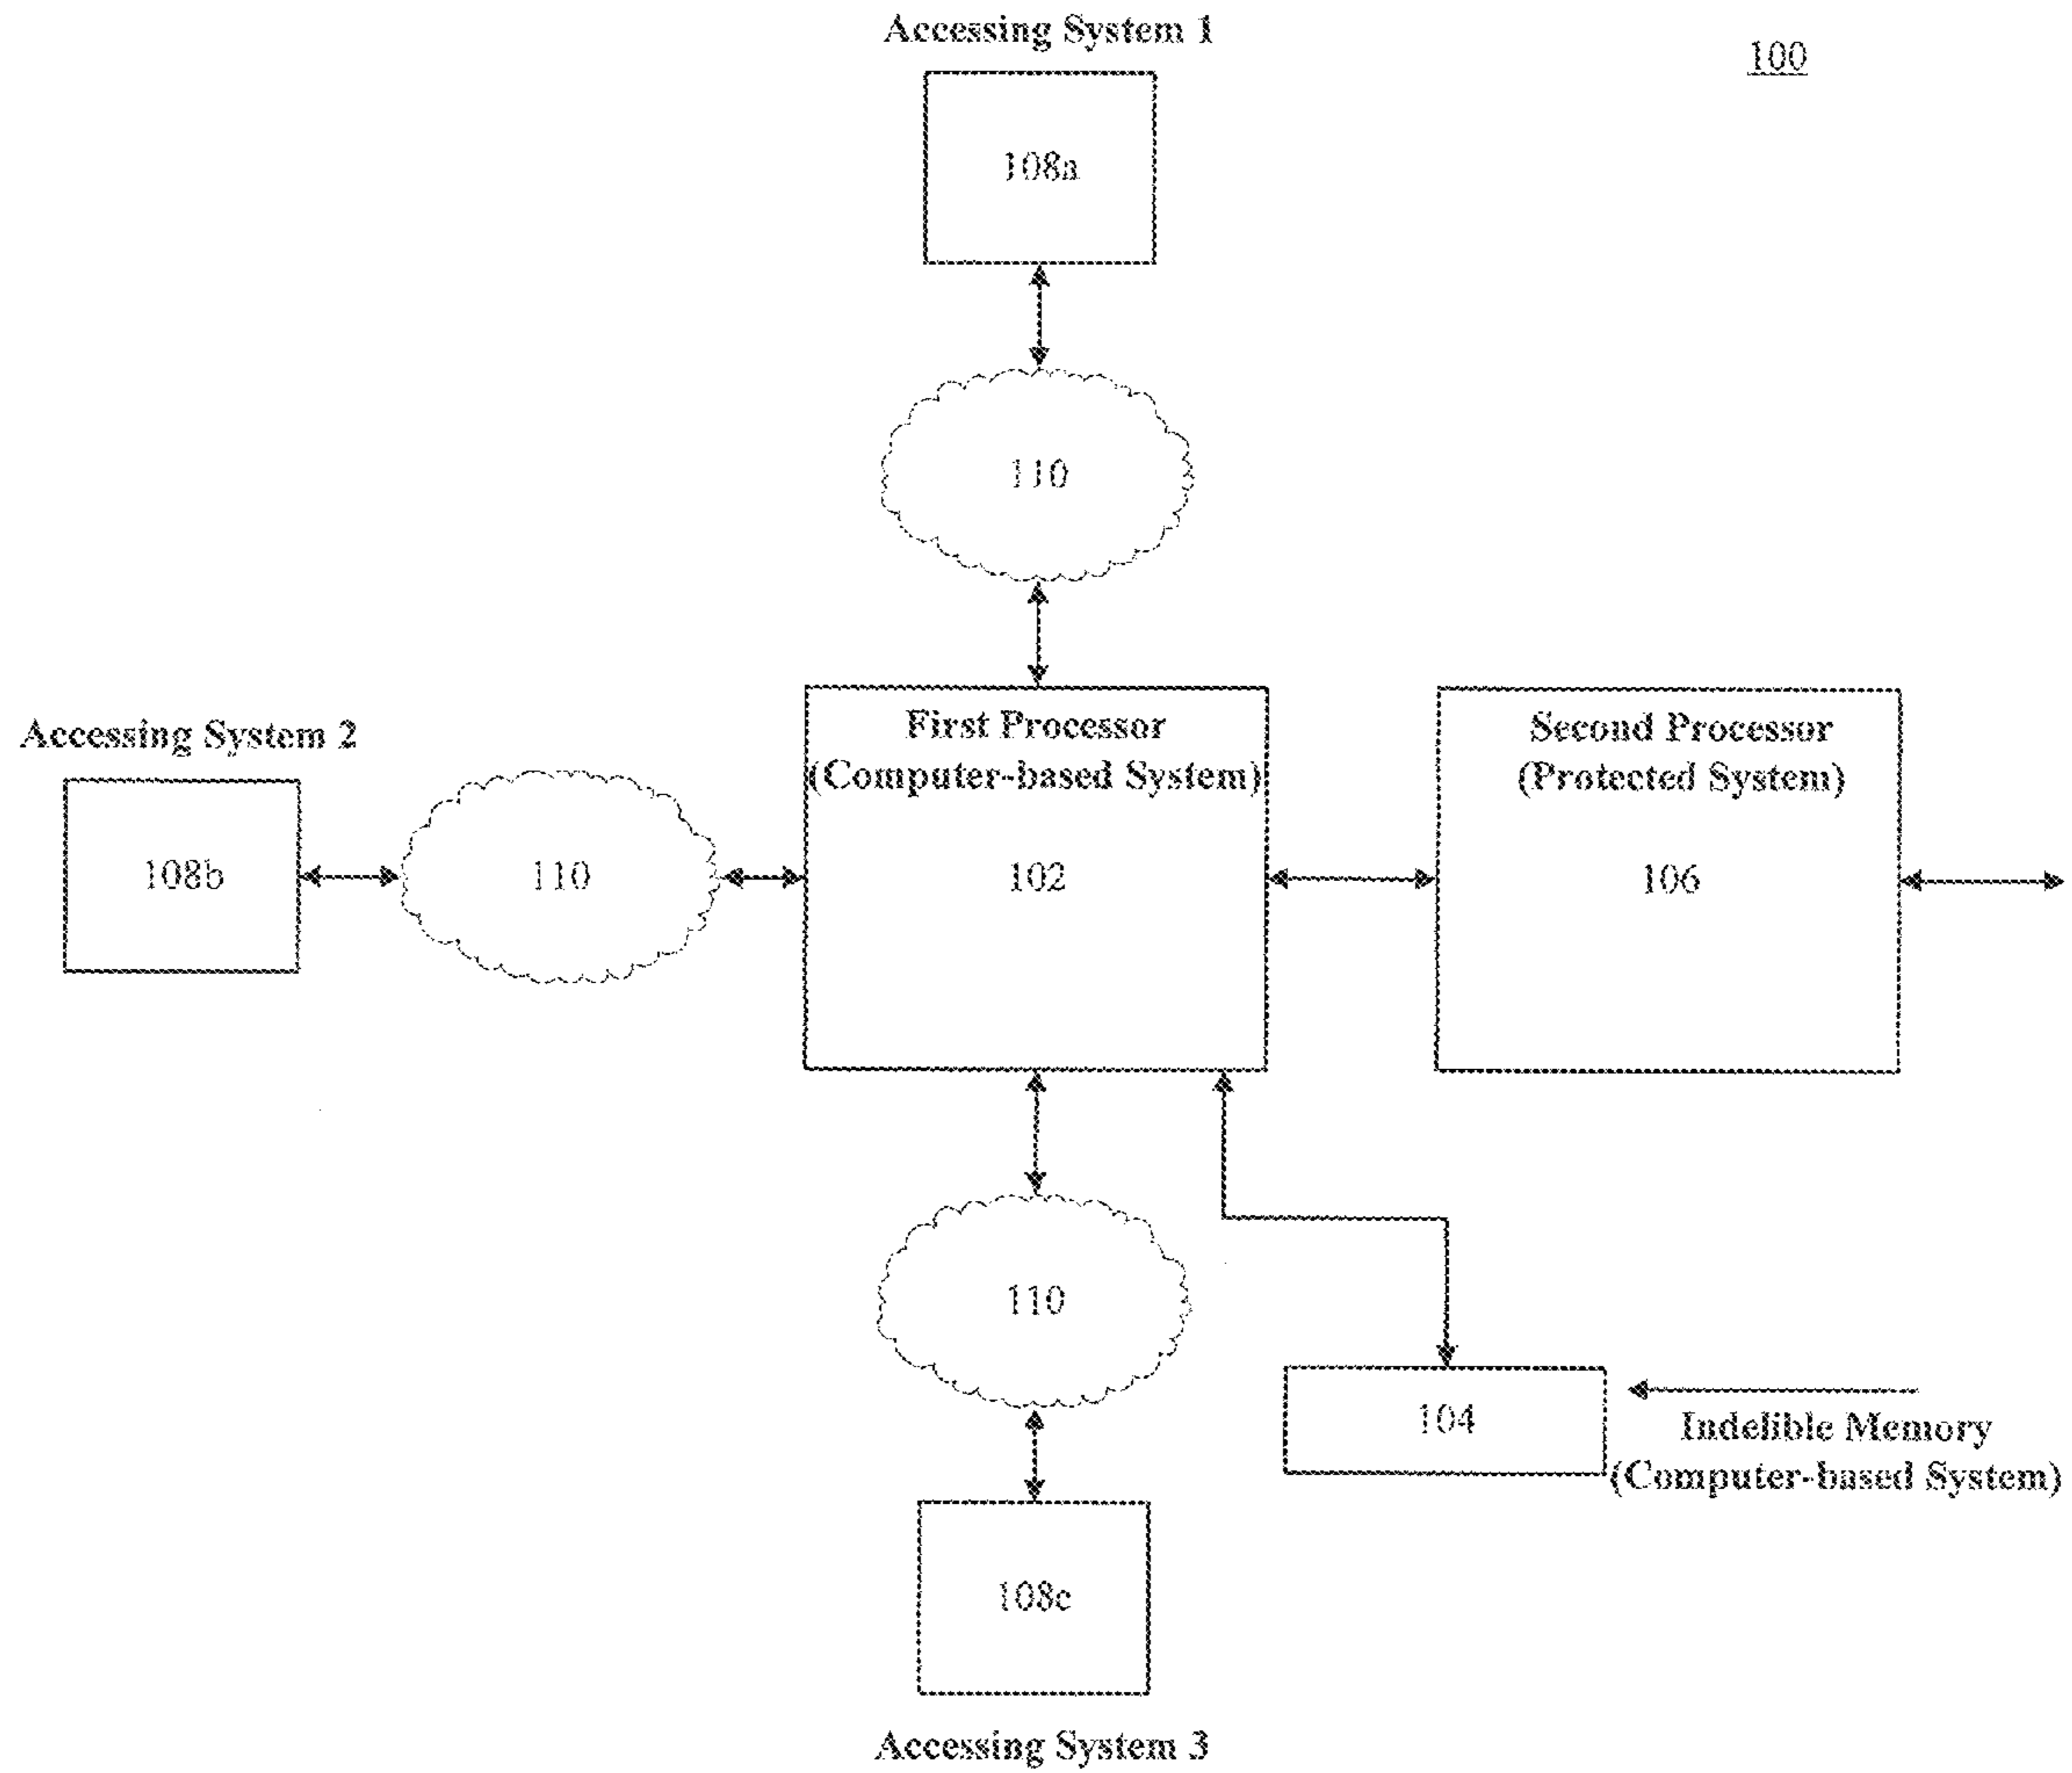 Accessing System 1
100
108a
110
Accessing System 2
First Processor
(Computer-based System)
Second Processor
(Protected System)
108b
110
102
106
110
104
Indelible Memory
(Computer-based System)
108c
Accessing System 3